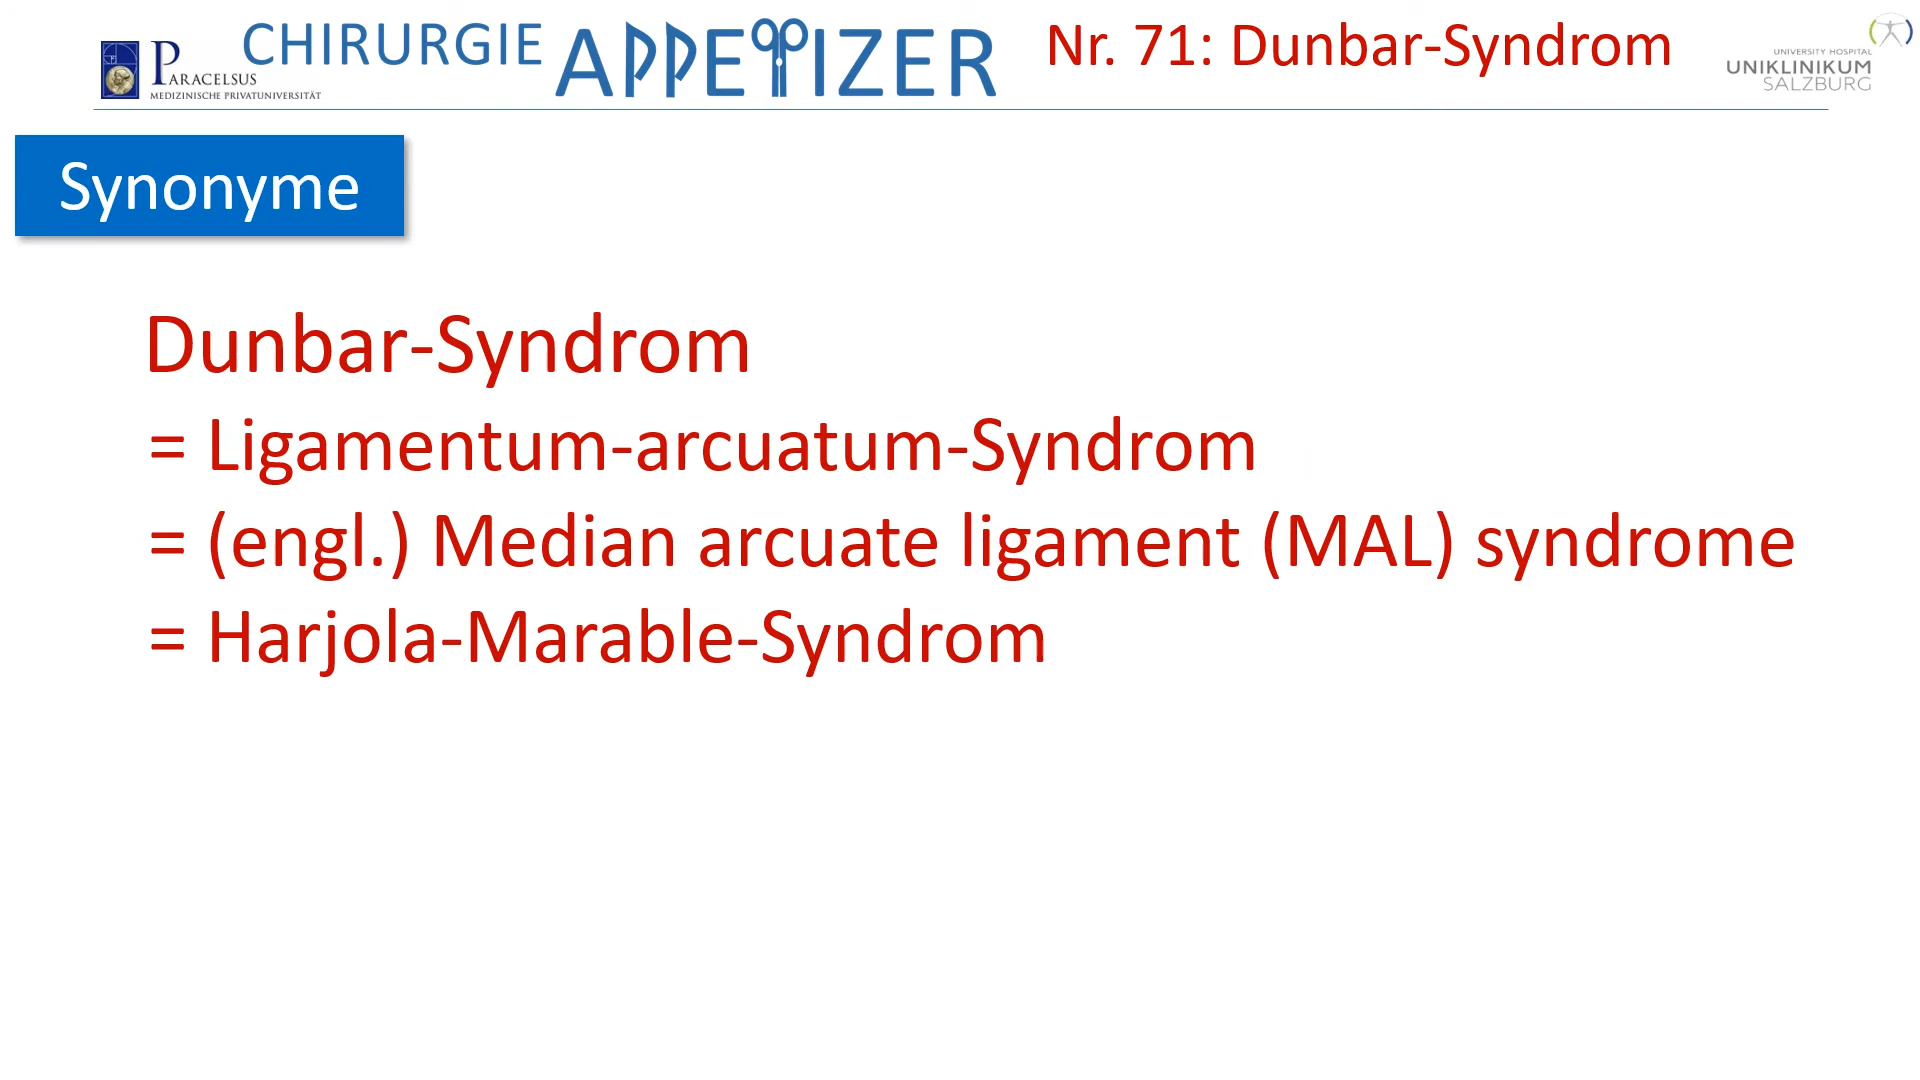 PARACELSUS
MEDIZINISCHE PRIVATUNIVERSITÄT
CHIRURGIE APPETIZER
Nr. 71: Dunbar-Syndrom
UNIVERSITY HOSPITAL
UNIKLINIKUM
SALZBURG
Synonyme
Dunbar-Syndrom
= Ligamentum-arcuatum-Syndrom
= (engl.) Median arcuate ligament (MAL) syndrome
= Harjola-Marable-Syndrom